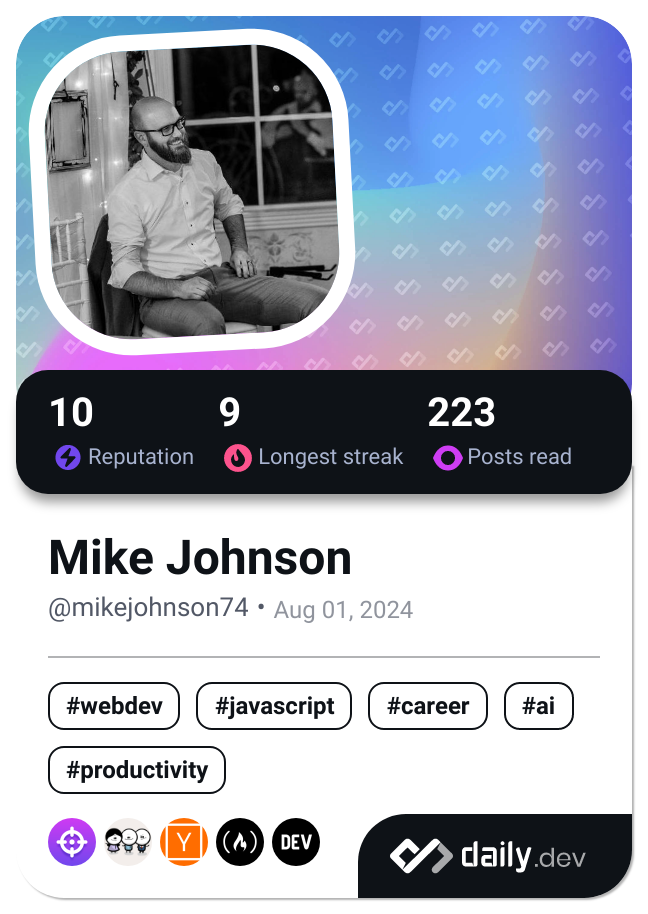 10 9 223
Reputation Longest streak Posts read
Mike Johnson
@mikejohnson74 • Aug 01, 2024
#webdev #javascript #career #ai
#productivity
Y DEV
daily.dev